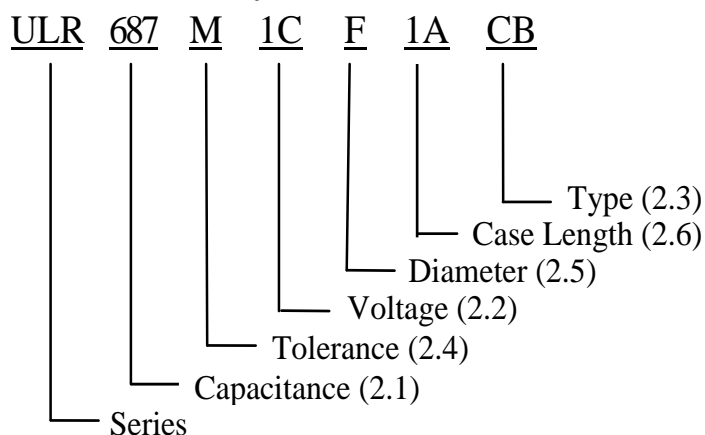 ULR 687 M 1C F 1A CB
Type (2.3)
Case Length (2.6)
Diameter (2.5)
Voltage (2.2)
Tolerance (2.4)
Capacitance (2.1)
Series